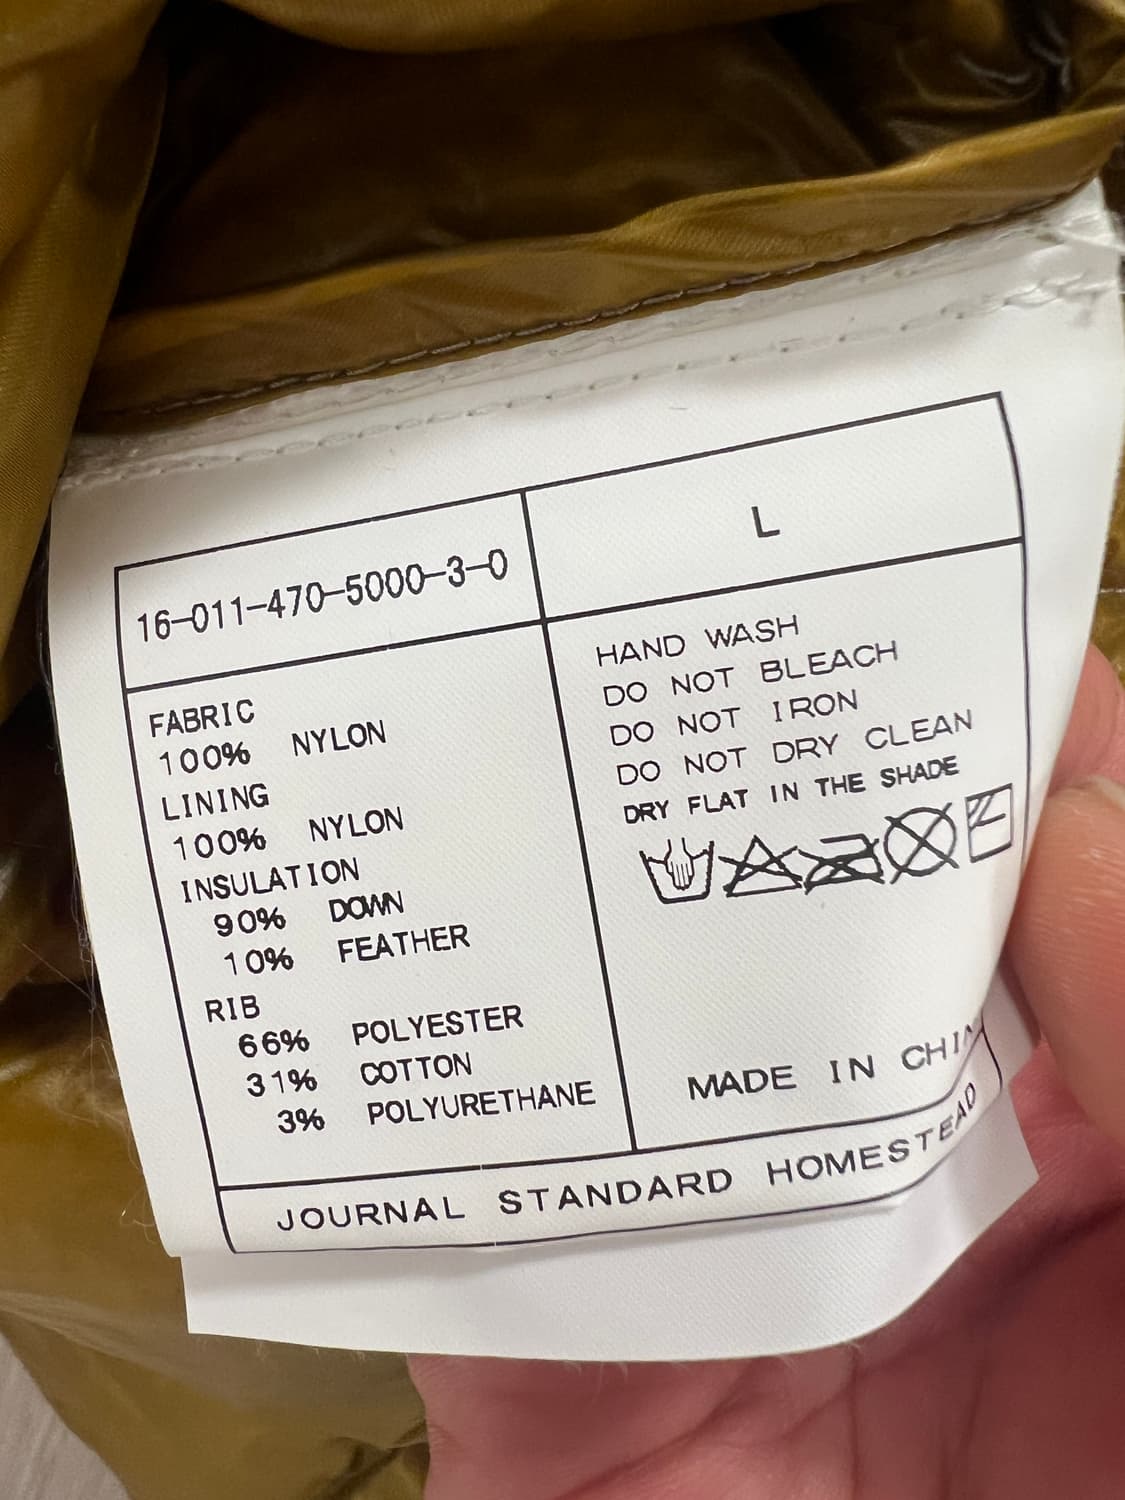 16-011-470-5000-3-0
L
FABRIC
100% NYLON
LINING
100% NYLON
INSULATION
90% DOWN
10% FEATHER
RIB
66% POLYESTER
31% COTTON
3% POLYURETHANE
HAND WASH
DO NOT BLEACH
DO NOT IRON
DO NOT DRY CLEAN
DRY FLAT IN THE SHADE
MADE IN CHINA
JOURNAL STANDARD HOMESTEAD